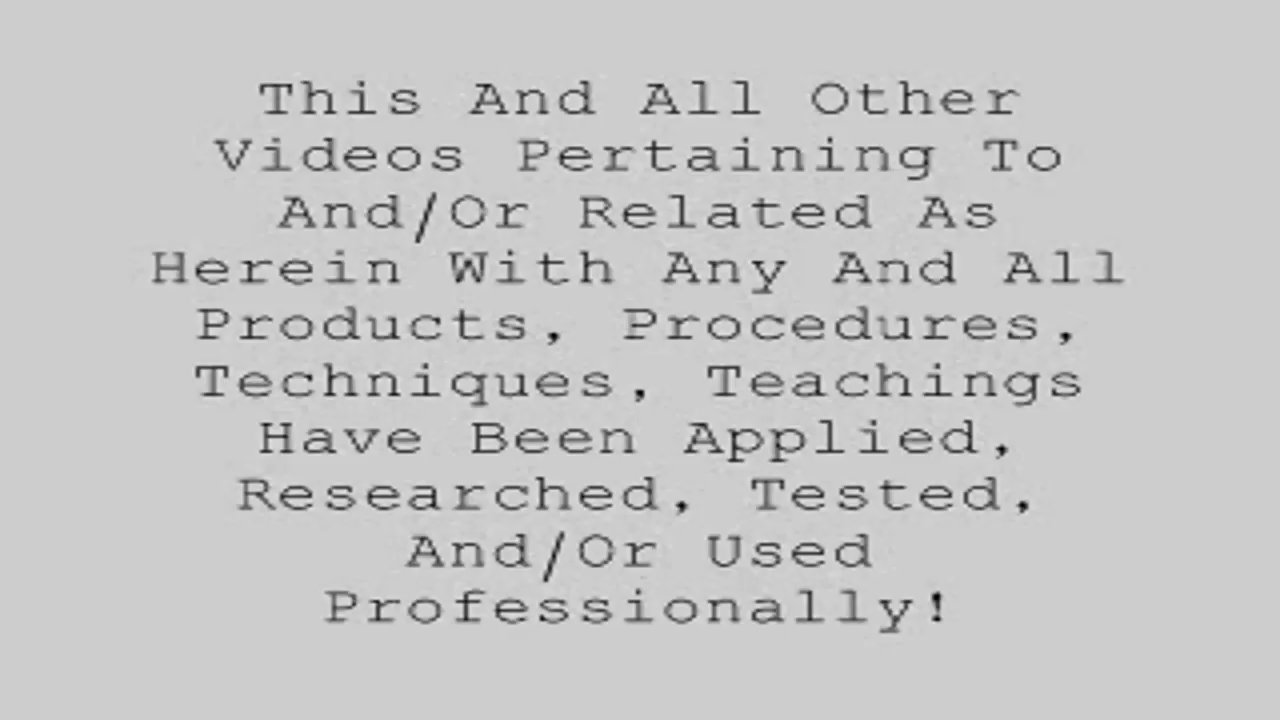 This And All Other
Videos Pertaining To
And/Or Related As
Herein With Any And All
Products, Procedures,
Techniques, Teachings
Have Been Applied,
Researched, Tested,
And/Or Used
Professionally!